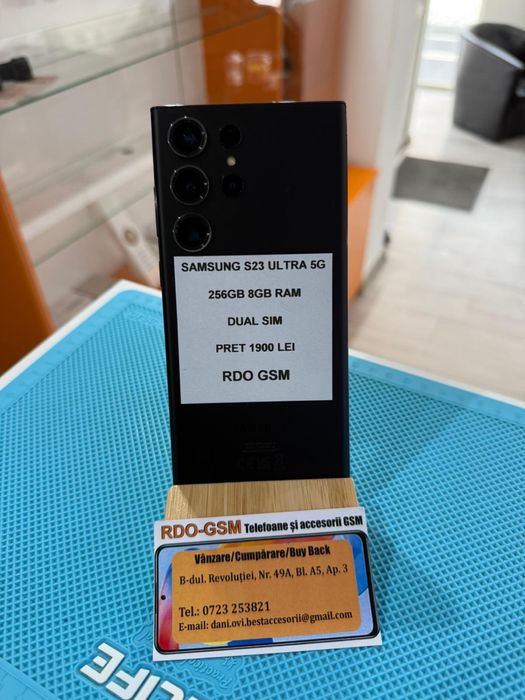 SAMSUNG S23 ULTRA 5G
256GB 8GB RAM
DUAL SIM
PRET 1900 LEI
RDO GSM
RDO-GSM Telefoane și accesorii GSM
Vânzare/Cumpărare/Buy Back
B-dul. Revoluției, Nr. 49A, Bl. A5, Ap. 3
Tel.: 0723 253821
E-mail: dani.ovi.bestaccesorii@gmail.com
LIFE